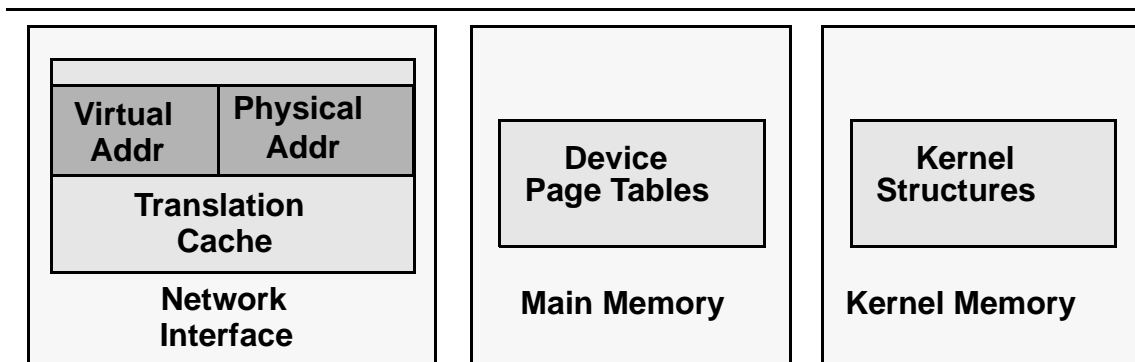 Virtual
Addr
Physical
Addr
Translation
Cache
Network
Interface
Device
Page Tables
Main Memory
Kernel
Structures
Kernel Memory